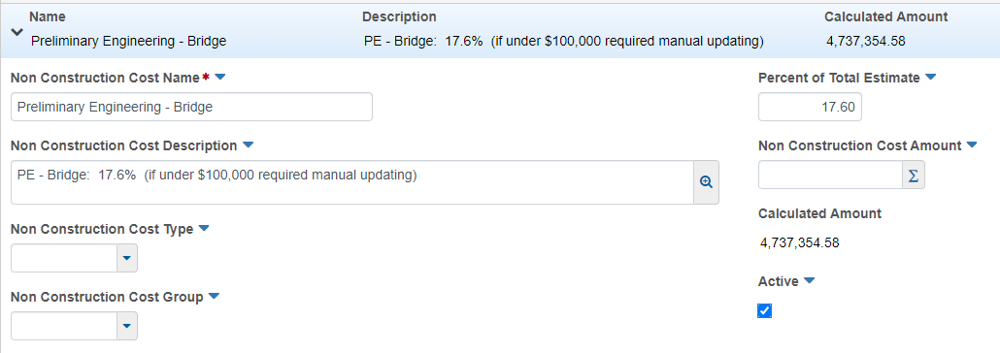 Name Description Calculated Amount
Preliminary Engineering - Bridge PE - Bridge:  17.6%  (if under $100,000 required manual updating) 4,737,354.58
Non Construction Cost Name* Percent of Total Estimate
Preliminary Engineering - Bridge 17.60
Non Construction Cost Description Non Construction Cost Amount
PE - Bridge:  17.6%  (if under $100,000 required manual updating) Σ
Calculated Amount
Non Construction Cost Type
4,737,354.58
Active
Non Construction Cost Group